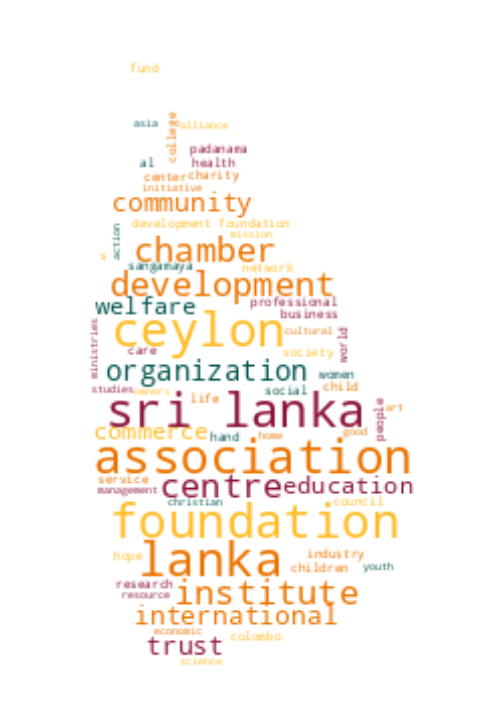 fund
asia
college
alliance
padanama
al
health
center
charity
initiative
community
development foundation
mission
action
chamber
s
sangamaya
network
development
welfare
professional
business
ceylon
cultural
world
ministries
care
society
organization
women
studies
owners
social
child
life
sri lanka
people
art
commerce
hand
home
good
association
service
centre
education
management
christian
council
foundation
lanka
hope
industry
children
youth
research
resource
institute
international
economic
colombo
trust
science